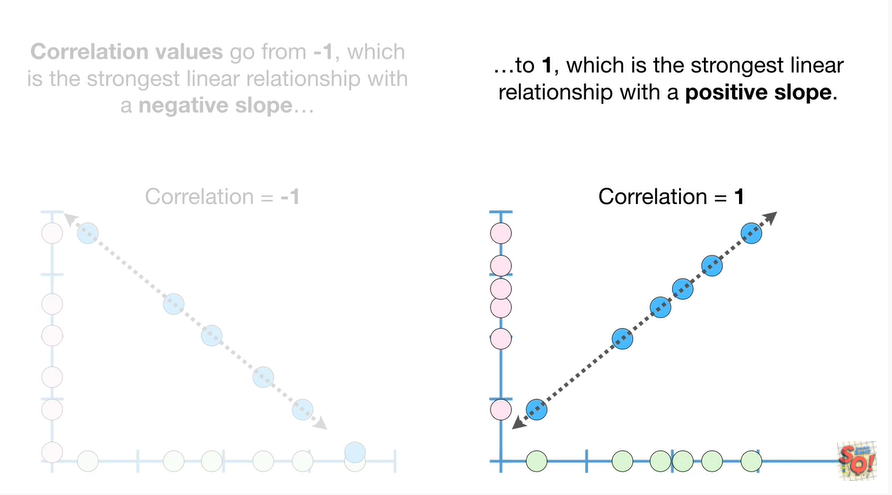 Correlation values go from -1, which
is the strongest linear relationship with
a negative slope…
…to 1, which is the strongest linear
relationship with a positive slope.
Correlation = -1
Correlation = 1
SQ!